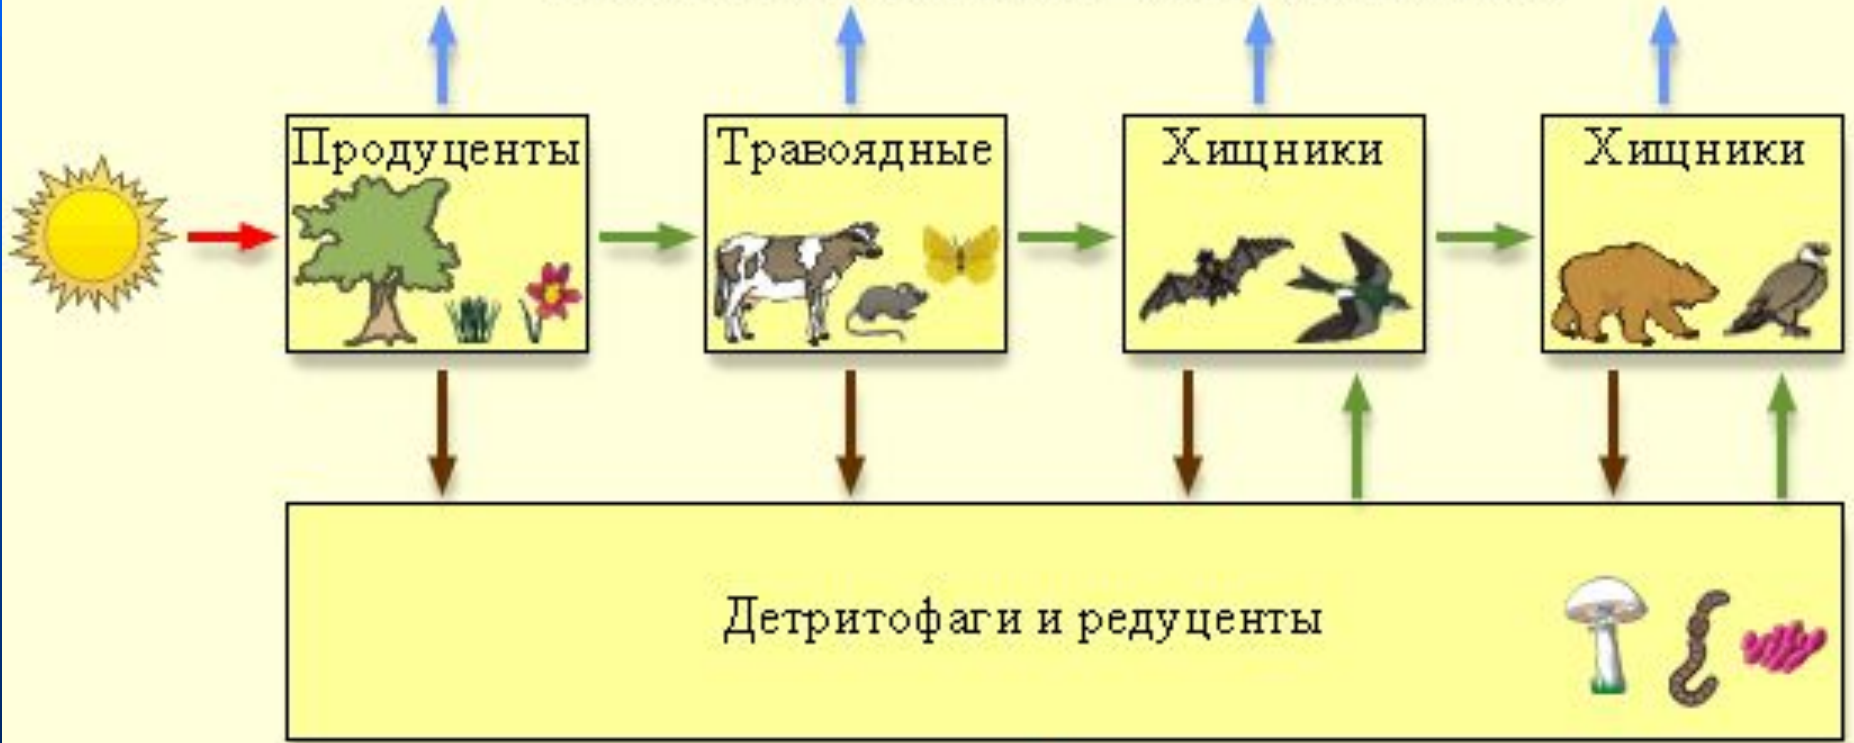 Продуценты
Травоядные
Хищники
Хищники
Детритофаги и редуценты